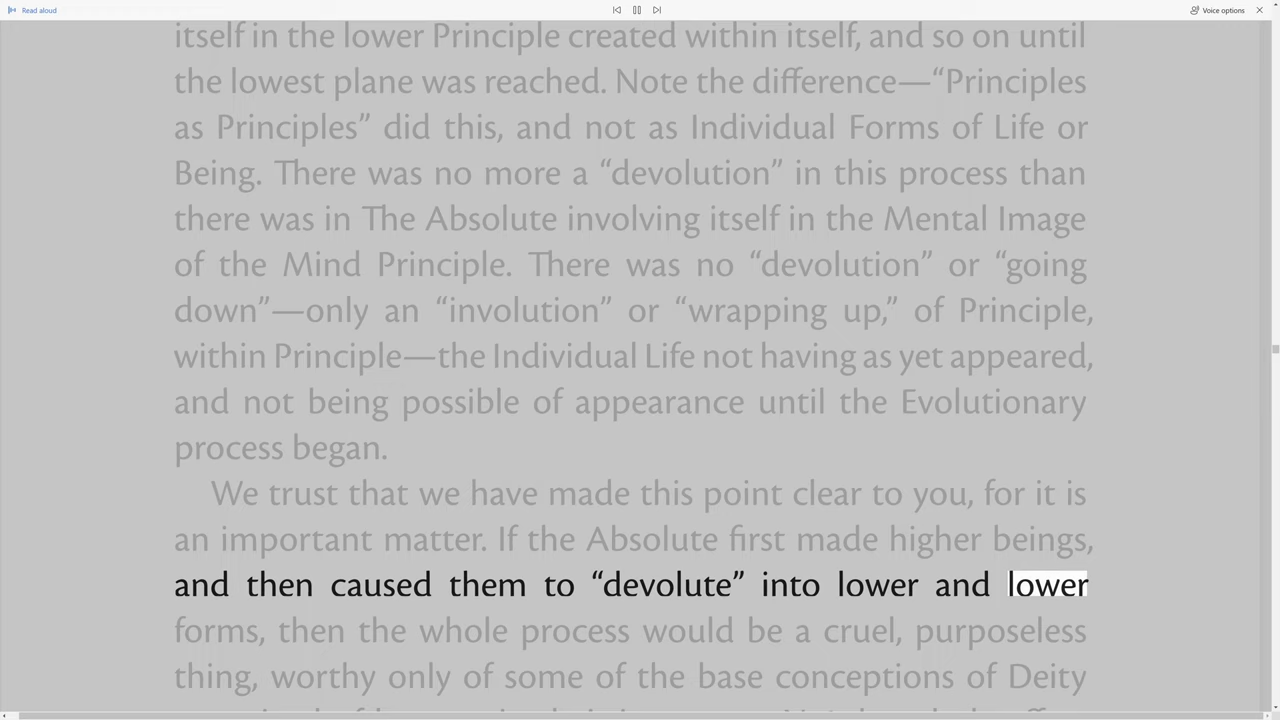 Read aloud
Voice options
itself in the lower Principle created within itself, and so on until
the lowest plane was reached. Note the difference—“Principles
as Principles” did this, and not as Individual Forms of Life or
Being. There was no more a “devolution” in this process than
there was in The Absolute involving itself in the Mental Image
of the Mind Principle. There was no “devolution” or “going
down”—only an “involution” or “wrapping up,” of Principle,
within Principle—the Individual Life not having as yet appeared,
and not being possible of appearance until the Evolutionary
process began.
We trust that we have made this point clear to you, for it is
an important matter. If the Absolute first made higher beings,
and then caused them to “devolute” into lower and lower
forms, then the whole process would be a cruel, purposeless
thing, worthy only of some of the base conceptions of Deity